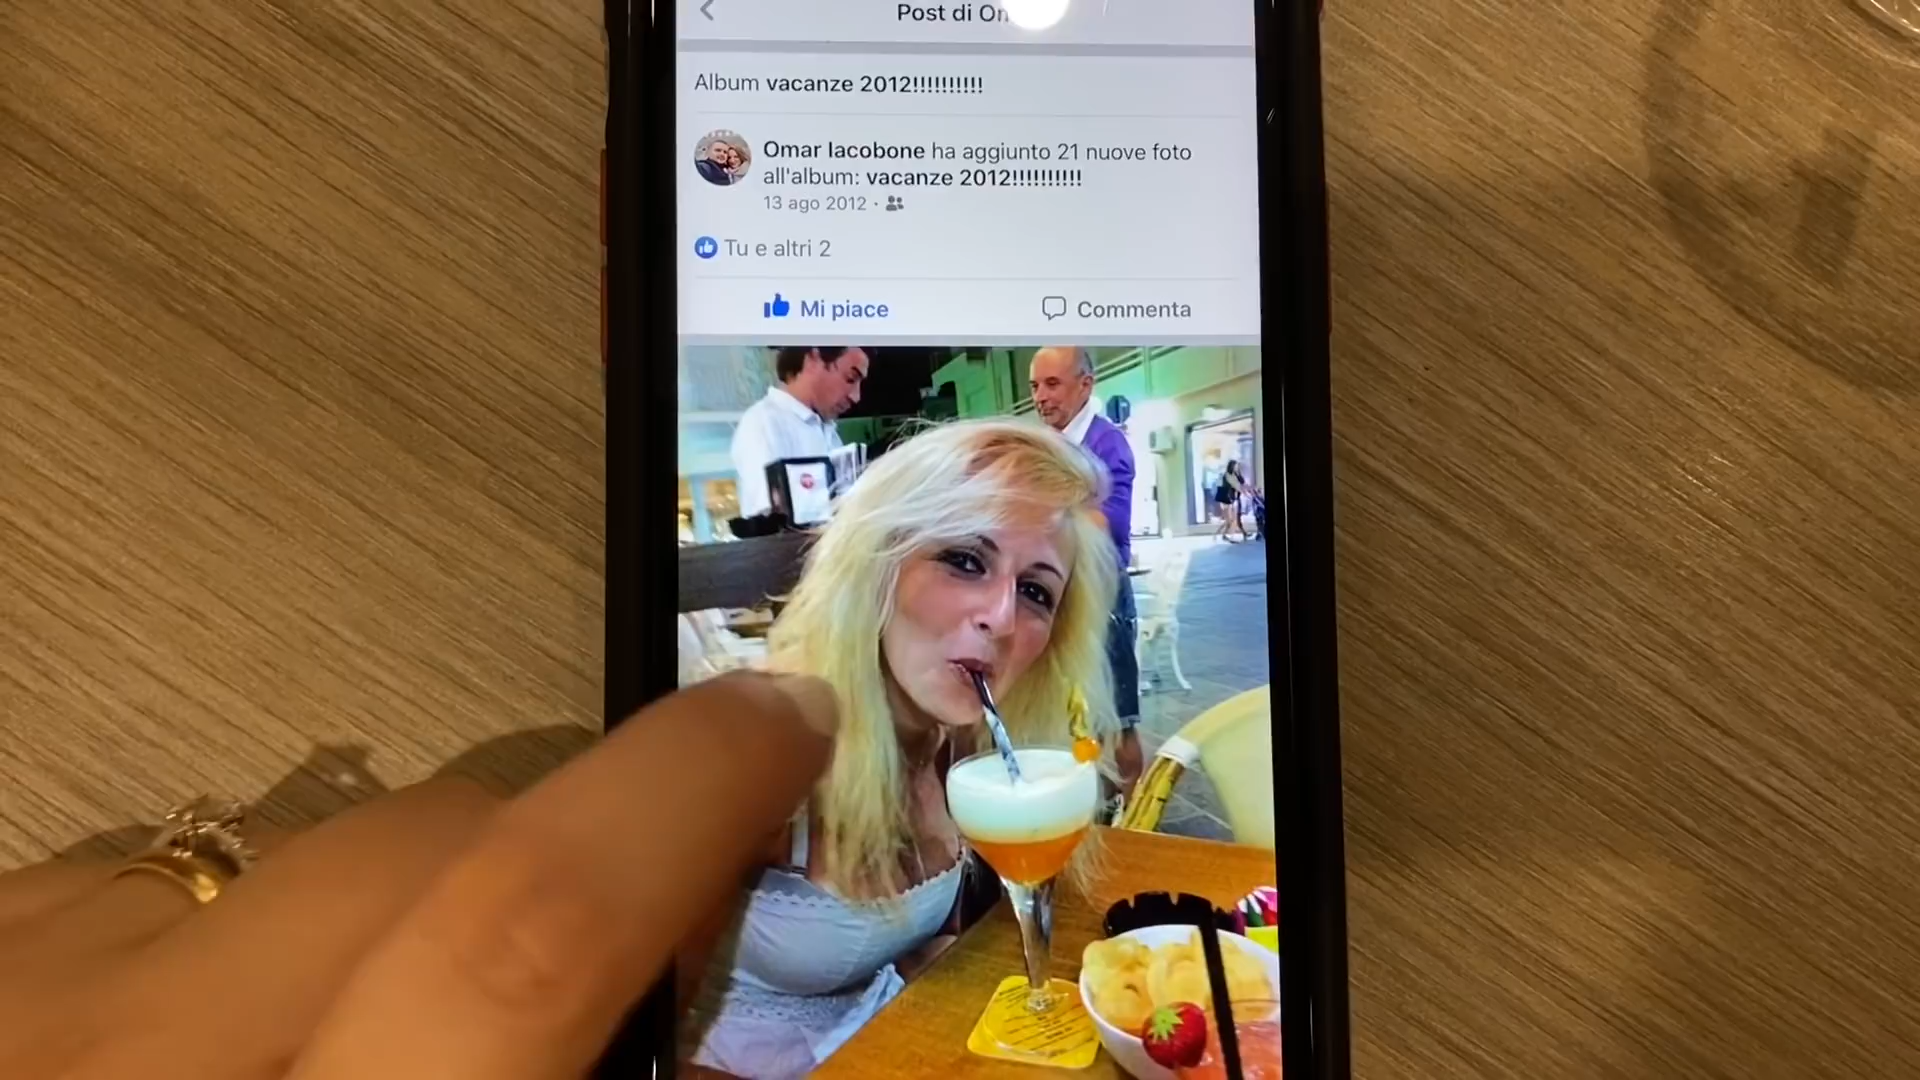 Post di Om
Album vacanze 2012!!!!!!!!!!
Omar Iacobone ha aggiunto 21 nuove foto
all'album: vacanze 2012!!!!!!!!!!
13 ago 2012 ·
Tu e altri 2
Mi piace
Commenta